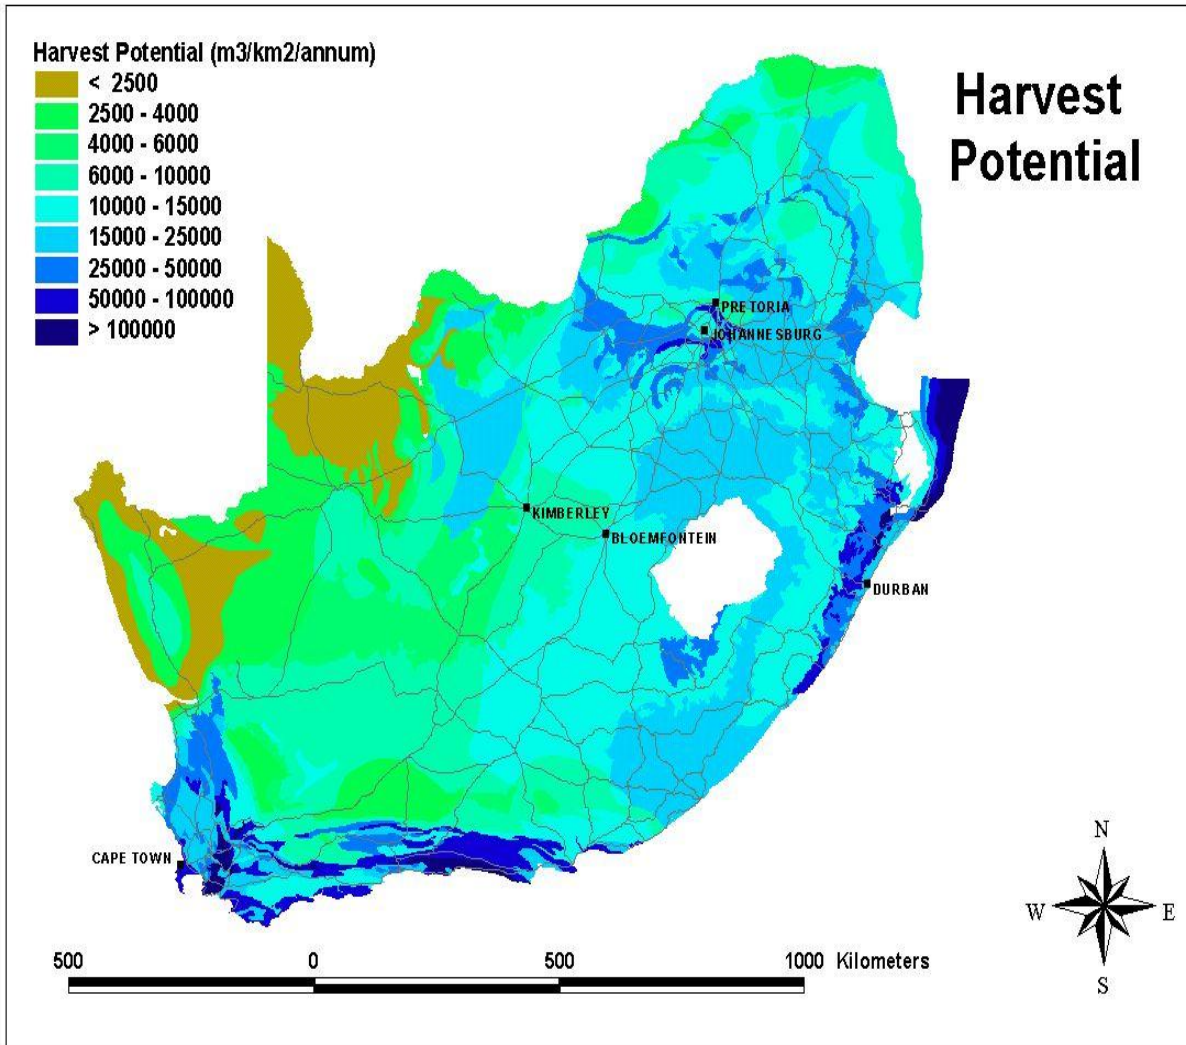 Harvest Potential (m3/km2/annum)
< 2500
2500 - 4000
4000 - 6000
6000 - 10000
10000 - 15000
15000 - 25000
25000 - 50000
50000 - 100000
> 100000
Harvest
Potential
PRETORIA
JOHANNESBURG
KIMBERLEY
BLOEMFONTEIN
DURBAN
CAPE TOWN
N
W E
S
500 0 500 1000 Kilometers